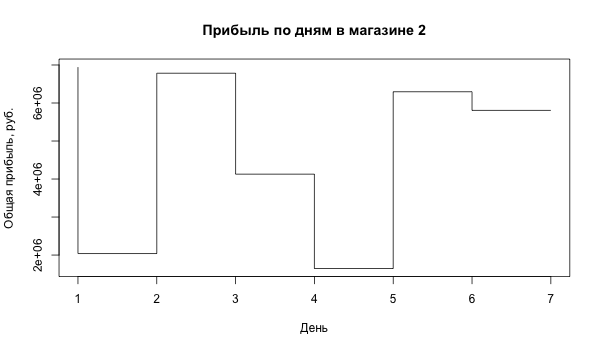 Прибыль по дням в магазине 2
Общая прибыль, руб.
6e+06
4e+06
2e+06
1 2 3 4 5 6 7
День